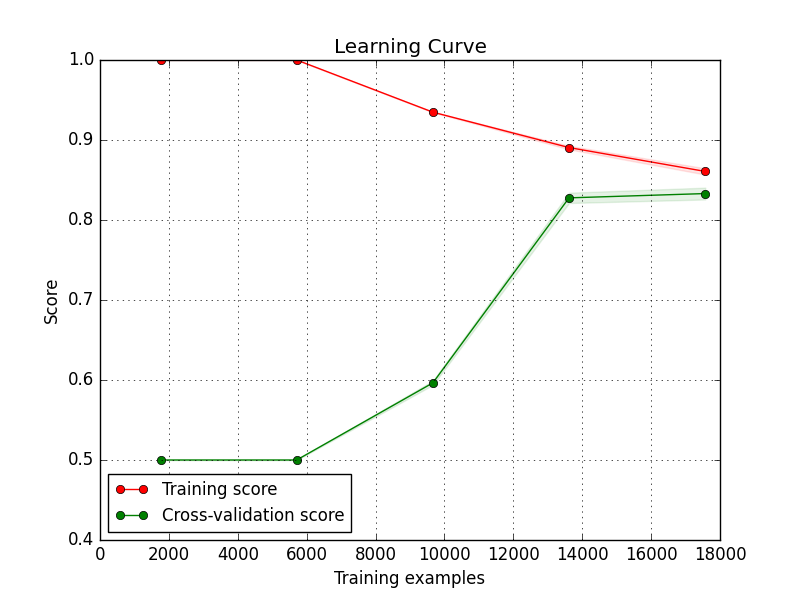 Learning Curve
1.0
0.9
0.8
0.7
0.6
0.5
0.4
Score
Training score
Cross-validation score
0 2000 4000 6000 8000 10000 12000 14000 16000 18000
Training examples